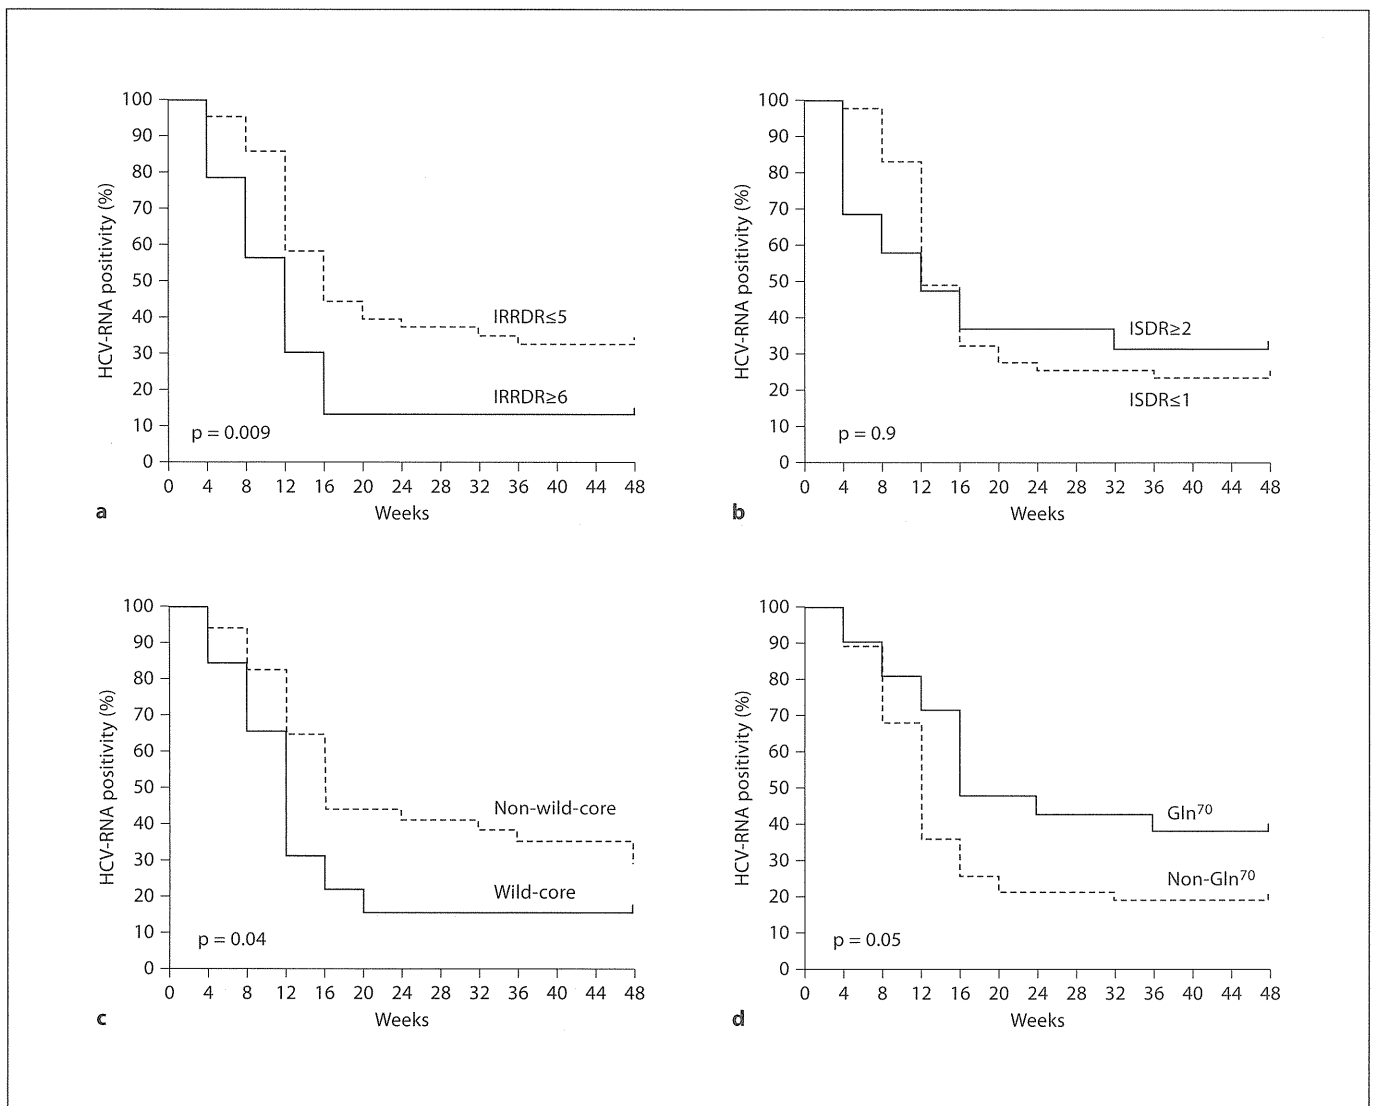 100
90
80
70
60
50
40
30
20
10
0
HCV-RNA positivity (%)
IRRDR≤5
IRRDR≥6
p = 0.009
0 4 8 12 16 20 24 28 32 36 40 44 48
a
Weeks
100
90
80
70
60
50
40
30
20
10
0
HCV-RNA positivity (%)
ISDR≥2
ISDR≤1
p = 0.9
0 4 8 12 16 20 24 28 32 36 40 44 48
b
Weeks
100
90
80
70
60
50
40
30
20
10
0
HCV-RNA positivity (%)
Non-wild-core
Wild-core
p = 0.04
0 4 8 12 16 20 24 28 32 36 40 44 48
c
Weeks
100
90
80
70
60
50
40
30
20
10
0
HCV-RNA positivity (%)
Gln⁷⁰
Non-Gln⁷⁰
p = 0.05
0 4 8 12 16 20 24 28 32 36 40 44 48
d
Weeks